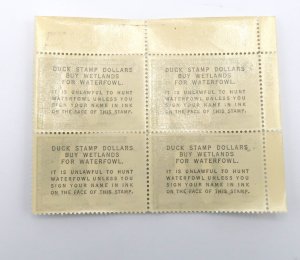 DUCK STAMP DOLLARS
BUY WETLANDS
FOR WATERFOWL.
IT IS UNLAWFUL TO HUNT
WATERFOWL UNLESS YOU
SIGN YOUR NAME IN INK
ON THE FACE OF THIS STAMP.
DUCK STAMP DOLLARS
BUY WETLANDS
FOR WATERFOWL.
IT IS UNLAWFUL TO HUNT
WATERFOWL UNLESS YOU
SIGN YOUR NAME IN INK
ON THE FACE OF THIS STAMP.
DUCK STAMP DOLLARS
BUY WETLANDS
FOR WATERFOWL.
IT IS UNLAWFUL TO HUNT
WATERFOWL UNLESS YOU
SIGN YOUR NAME IN INK
ON THE FACE OF THIS STAMP.
DUCK STAMP DOLLARS
BUY WETLANDS
FOR WATERFOWL.
IT IS UNLAWFUL TO HUNT
WATERFOWL UNLESS YOU
SIGN YOUR NAME IN INK
ON THE FACE OF THIS STAMP.